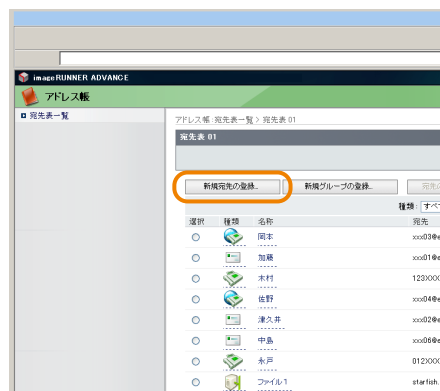 imageRUNNER ADVANCE
アドレス帳
宛先表一覧
アドレス帳:宛先表一覧 > 宛先表 01
宛先表 01
新規宛先の登録... 新規グループの登録...
種類:
選択 種類 名称 宛先
岡本 xxx03@e
加藤 xxx01@e
木村 123XXX
佐野 xxx04@e
津久井 xxx02@e
中島 xxx06@e
永戸 012XXX
ファイル1 starfish.